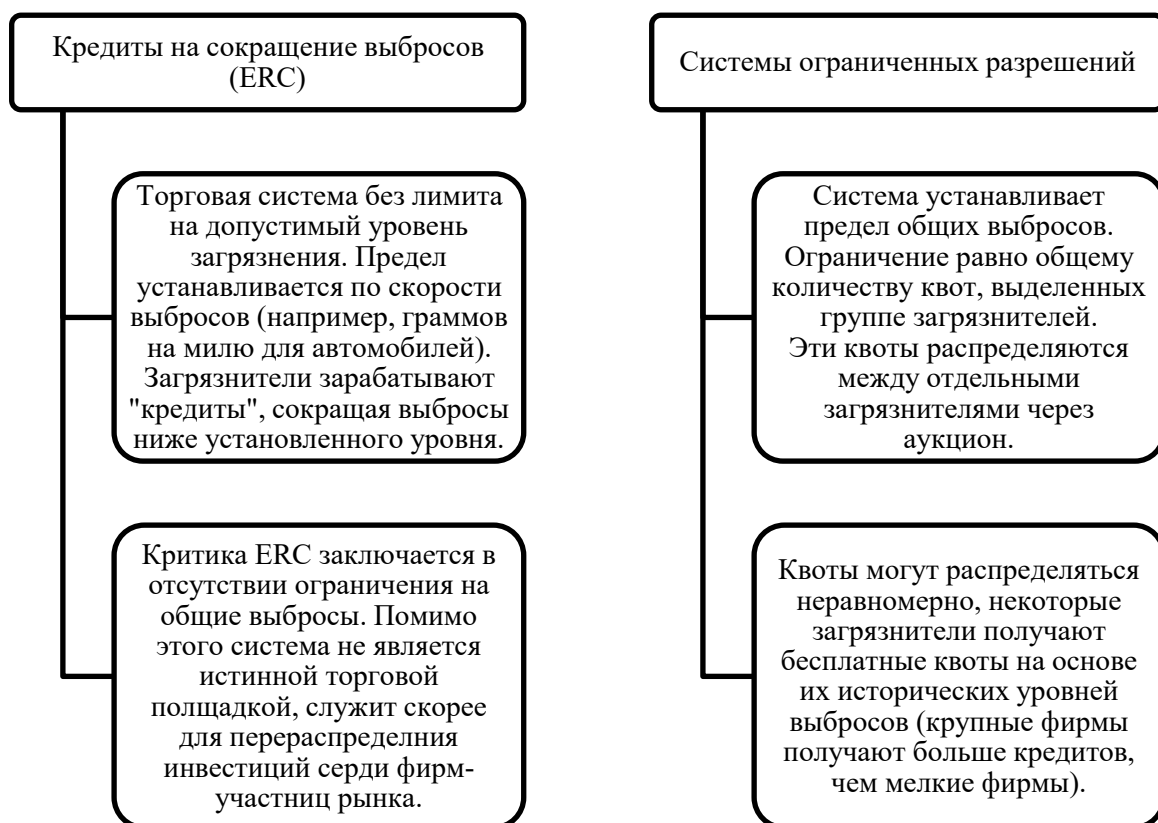 Кредиты на сокращение выбросов
(ERC)
Торговая система без лимита
на допустимый уровень
загрязнения. Предел
устанавливается по скорости
выбросов (например, граммов
на милю для автомобилей).
Загрязнители зарабатывают
"кредиты", сокращая выбросы
ниже установленного уровня.
Критика ERC заключается в
отсутствии ограничения на
общие выбросы. Помимо
этого система не является
истинной торговой
полщадкой, служит скорее
для перераспределния
инвестиций серди фирм-
участниц рынка.
Системы ограниченных разрешений
Система устанавливает
предел общих выбросов.
Ограничение равно общему
количеству квот, выделенных
группе загрязнителей.
Эти квоты распределяются
между отдельными
загрязнителями через
аукцион.
Квоты могут распределяться
неравномерно, некоторые
загрязнители получают
бесплатные квоты на основе
их исторических уровней
выбросов (крупные фирмы
получают больше кредитов,
чем мелкие фирмы).